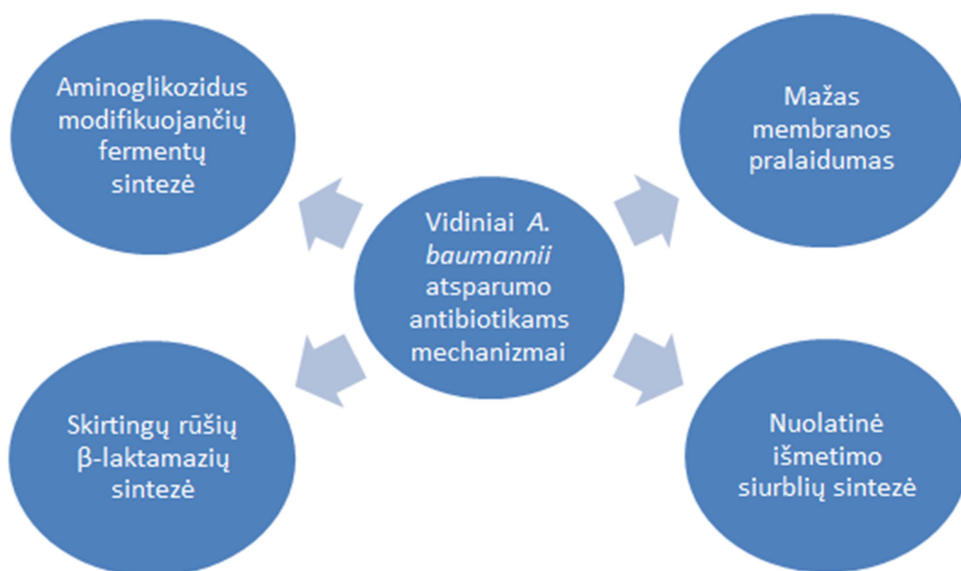 Aminoglikozidus
modifikuojančių
fermentų
sintezė
Mažas
membranos
pralaidumas
Vidiniai A.
baumannii
atsparumo
antibiotikams
mechanizmai
Skirtingų rūšių
β-laktamazių
sintezė
Nuolatinė
išmetimo
siurblių sintezė